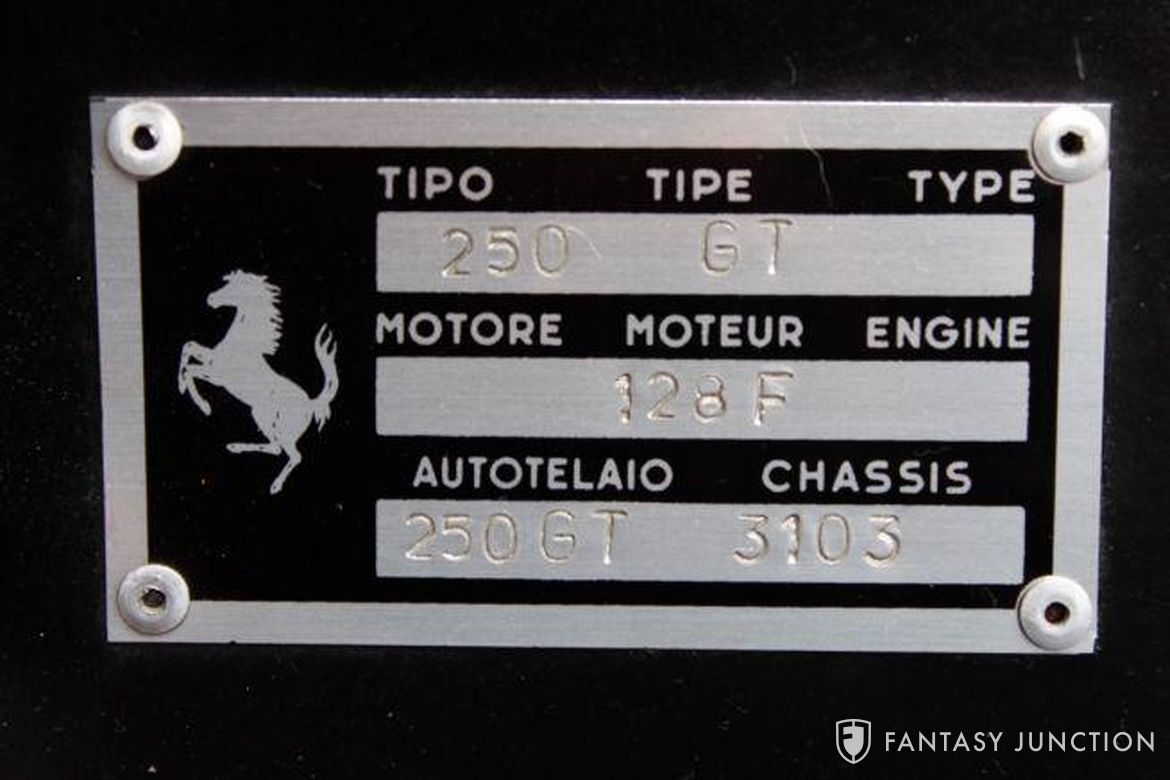 TIPO TIPE TYPE
250 GT
MOTORE MOTEUR ENGINE
128 F
AUTOTELAIO CHASSIS
250 GT 3103
FANTASY JUNCTION